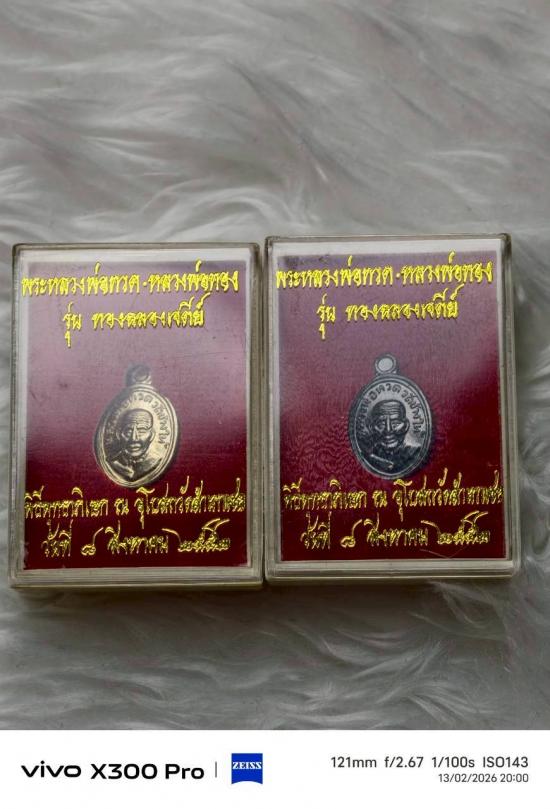 พระหลวงพ่อทวด·หลวงพ่อทอง
รุ่น ทองฉลองเจดีย์
พิธีพุทธาภิเษก ณ อุโบสถวัดสำเภาเชย
วันที่ ๘ สิงหาคม ๒๕๕๓
พระหลวงพ่อทวด·หลวงพ่อทอง
รุ่น ทองฉลองเจดีย์
พิธีพุทธาภิเษก ณ อุโบสถวัดสำเภาเชย
วันที่ ๘ สิงหาคม ๒๕๕๓
vivo X300 Pro
ZEISS
121mm f/2.67 1/100s ISO143
13/02/2026 20:00